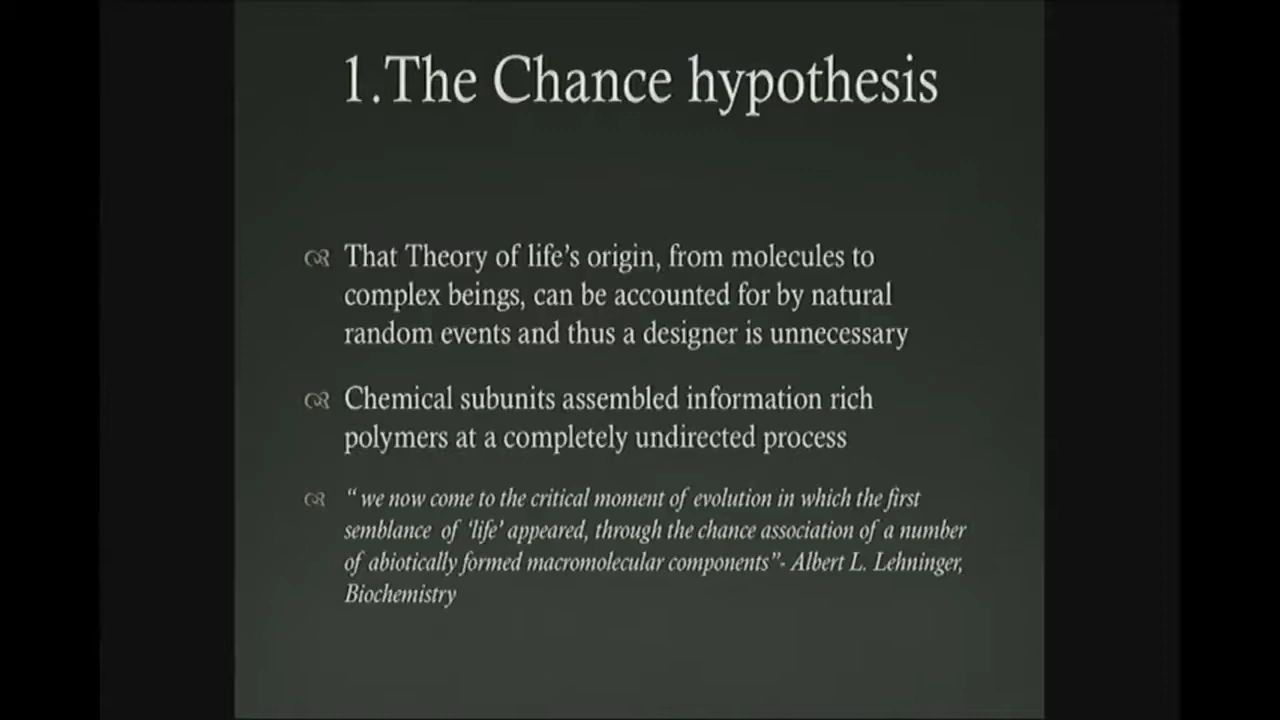 1.The Chance hypothesis
That Theory of life’s origin, from molecules to
complex beings, can be accounted for by natural
random events and thus a designer is unnecessary
Chemical subunits assembled information rich
polymers at a completely undirected process
“ we now come to the critical moment of evolution in which the first
semblance of ‘life’ appeared, through the chance association of a number
of abiotically formed macromolecular components”- Albert L. Lehninger,
Biochemistry